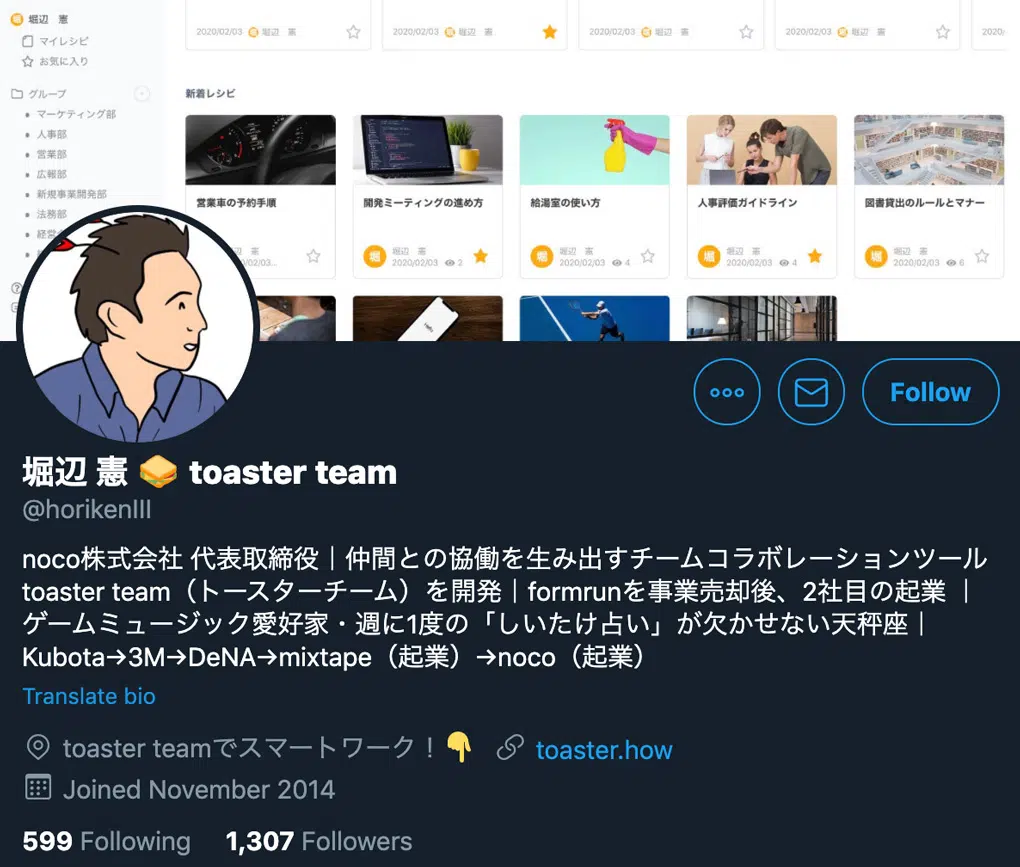 堀辺 憲
マイレシピ
お気に入り
グループ
マーケティング部
人事部
営業部
広報部
新規事業開発部
法務部
経営
2020/02/03 堀 堀辺 憲
2020/02/03 堀 堀辺 憲
2020/02/03 堀 堀辺 憲
2020/02/03 堀 堀辺 憲
2020/
新着レシピ
営業車の予約手順
辺 憲
/02/03...
開発ミーティングの進め方
堀 堀辺 憲
2020/02/03 2
給湯室の使い方
堀 堀辺 憲
2020/02/03 4
人事評価ガイドライン
堀 堀辺 憲
2020/02/03 4
図書貸出のルールとマナー
堀 堀辺 憲
2020/02/03 6
Hello
Follow
堀辺 憲 🥪 toaster team
@horikenIII
noco株式会社 代表取締役｜仲間との協働を生み出すチームコラボレーションツール
toaster team（トースターチーム）を開発｜formrunを事業売却後、2社目の起業 ｜
ゲームミュージック愛好家・週に1度の「しいたけ占い」が欠かせない天秤座｜
Kubota→3M→DeNA→mixtape（起業）→noco（起業）
Translate bio
toaster teamでスマートワーク！👇 toaster.how
Joined November 2014
599 Following 1,307 Followers